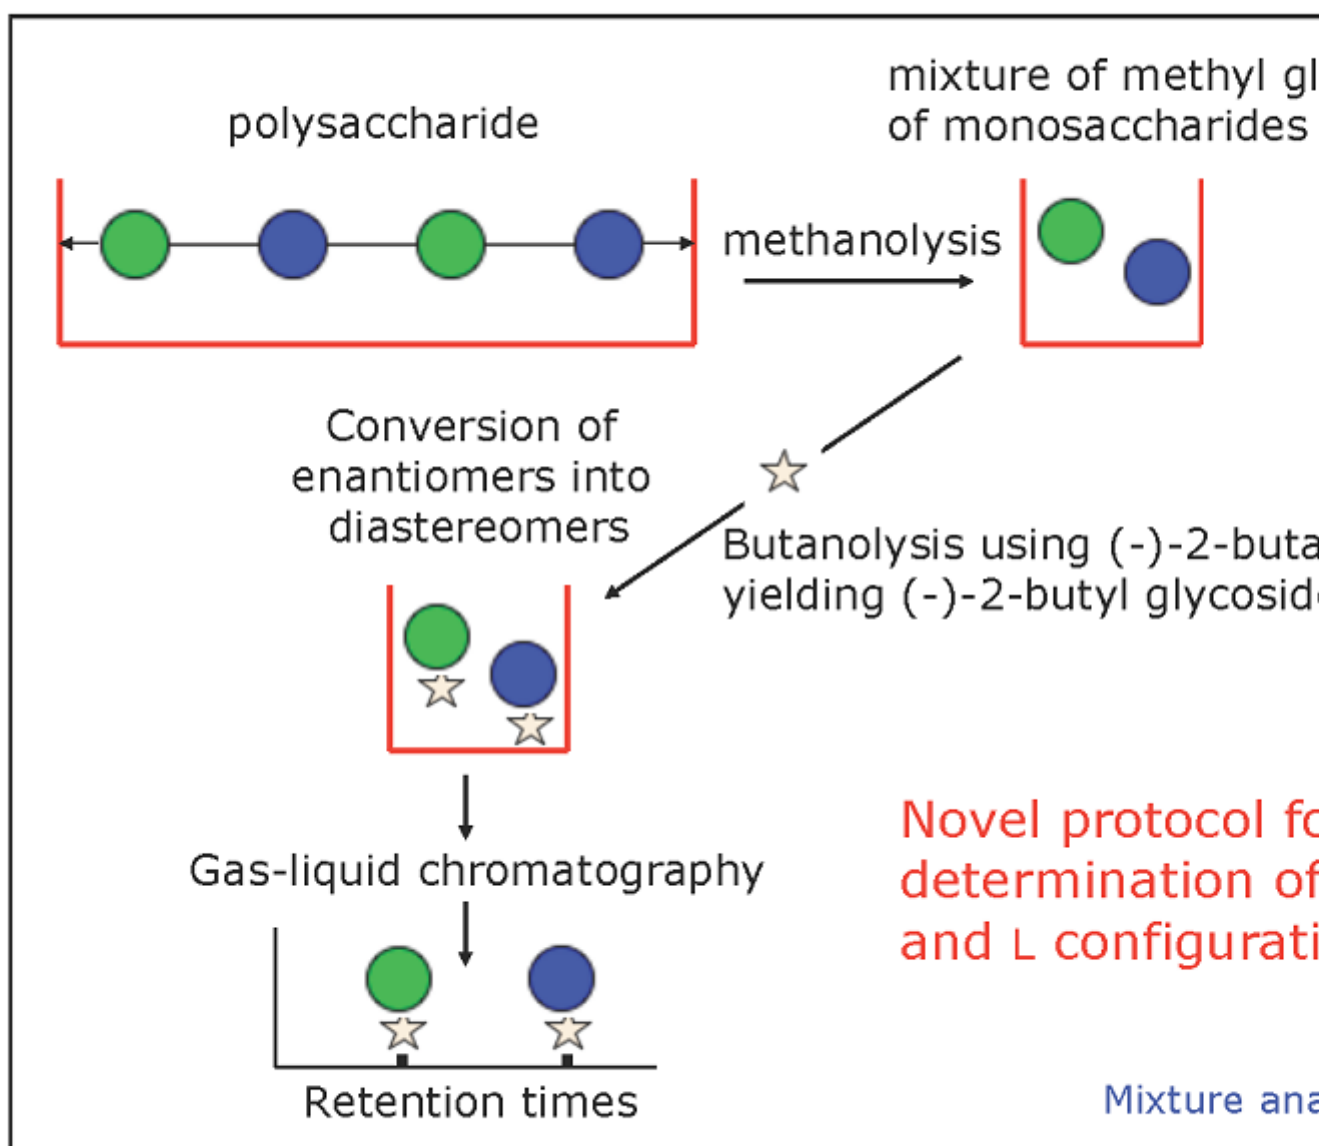 polysaccharide
mixture of methyl gl
of monosaccharides
methanolysis
Conversion of
enantiomers into
diastereomers
Butanolysis using (-)-2-buta
yielding (-)-2-butyl glycosid
Gas-liquid chromatography
Retention times
Novel protocol fo
determination of
and L configurati
Mixture ana